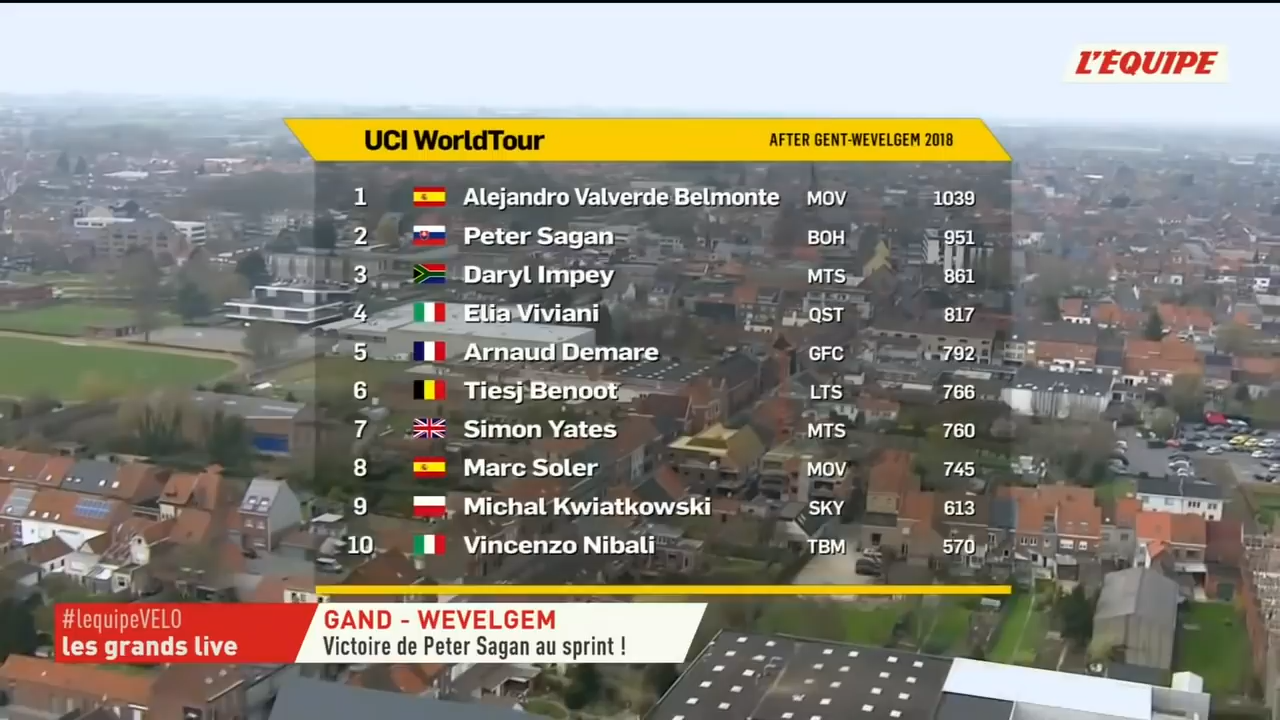 L'ÉQUIPE
UCI WorldTour AFTER GENT-WEVELGEM 2018
1 Alejandro Valverde Belmonte MOV 1039
2 Peter Sagan BOH 951
3 Daryl Impey MTS 861
4 Elia Viviani QST 817
5 Arnaud Demare GFC 792
6 Tiesj Benoot LTS 766
7 Simon Yates MTS 760
8 Marc Soler MOV 745
9 Michal Kwiatkowski SKY 613
10 Vincenzo Nibali TBM 570
#lequipeVELO
les grands live
GAND - WEVELGEM
Victoire de Peter Sagan au sprint !